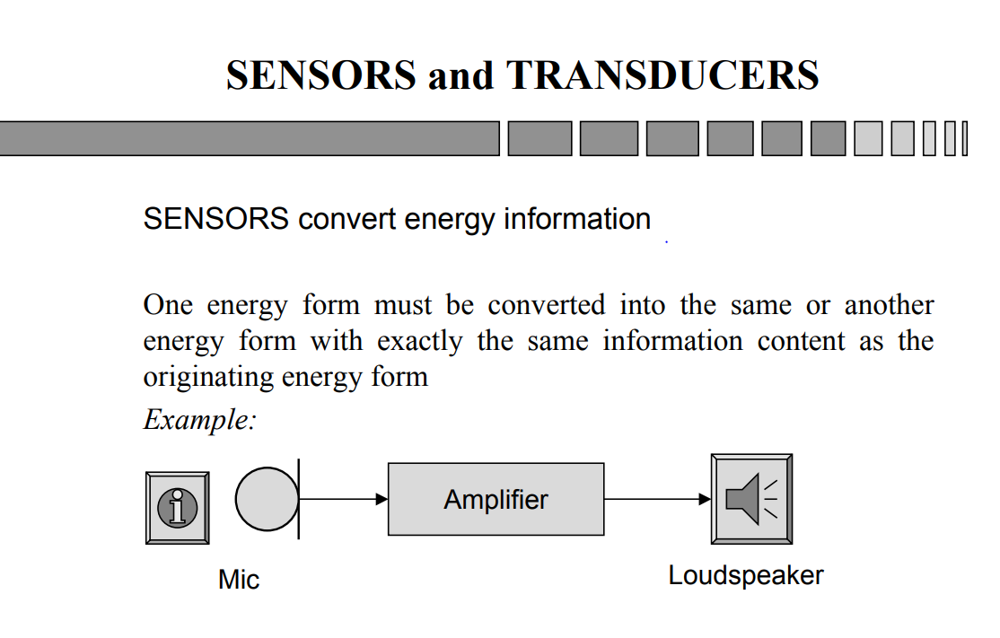 SENSORS and TRANSDUCERS
SENSORS convert energy information
One energy form must be converted into the same or another
energy form with exactly the same information content as the
originating energy form
Example:
i
Amplifier
Mic
Loudspeaker